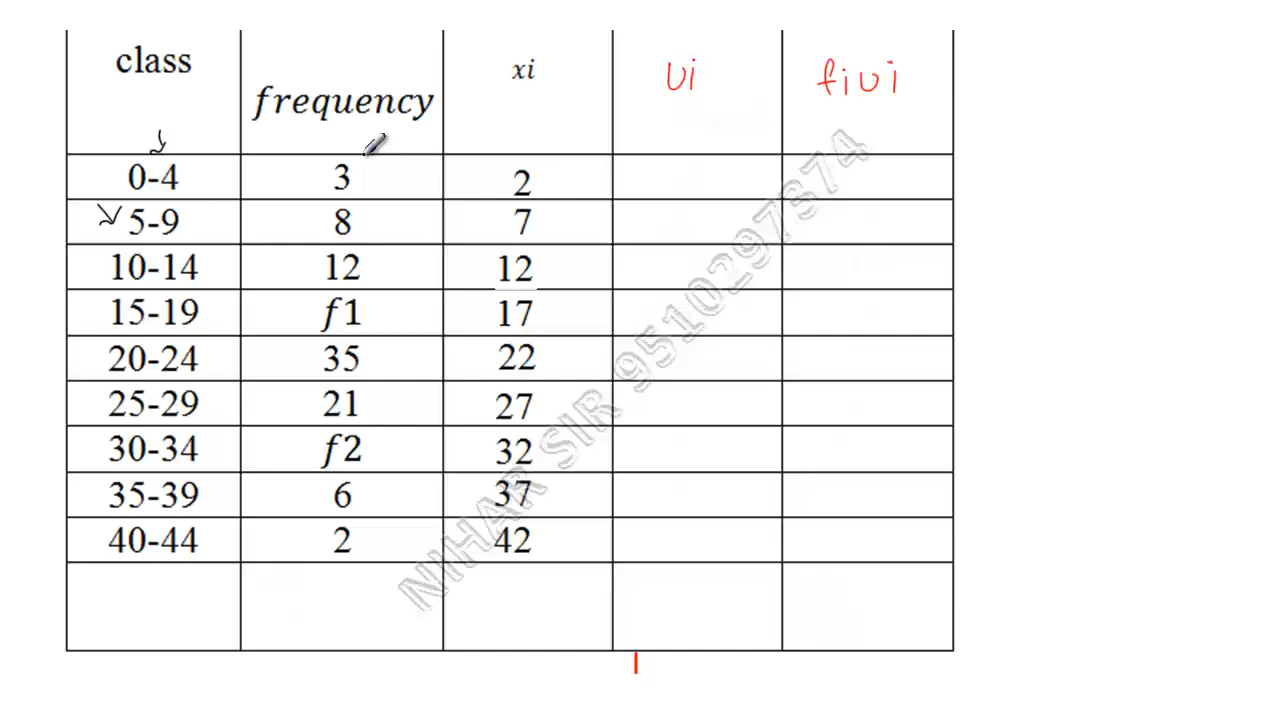 class frequency xi Ui fiui
0-4 3 2
5-9 8 7
10-14 12 12
15-19 f1 17
20-24 35 22
25-29 21 27
30-34 f2 32
35-39 6 37
40-44 2 42
NIHAR SIR 9510297374